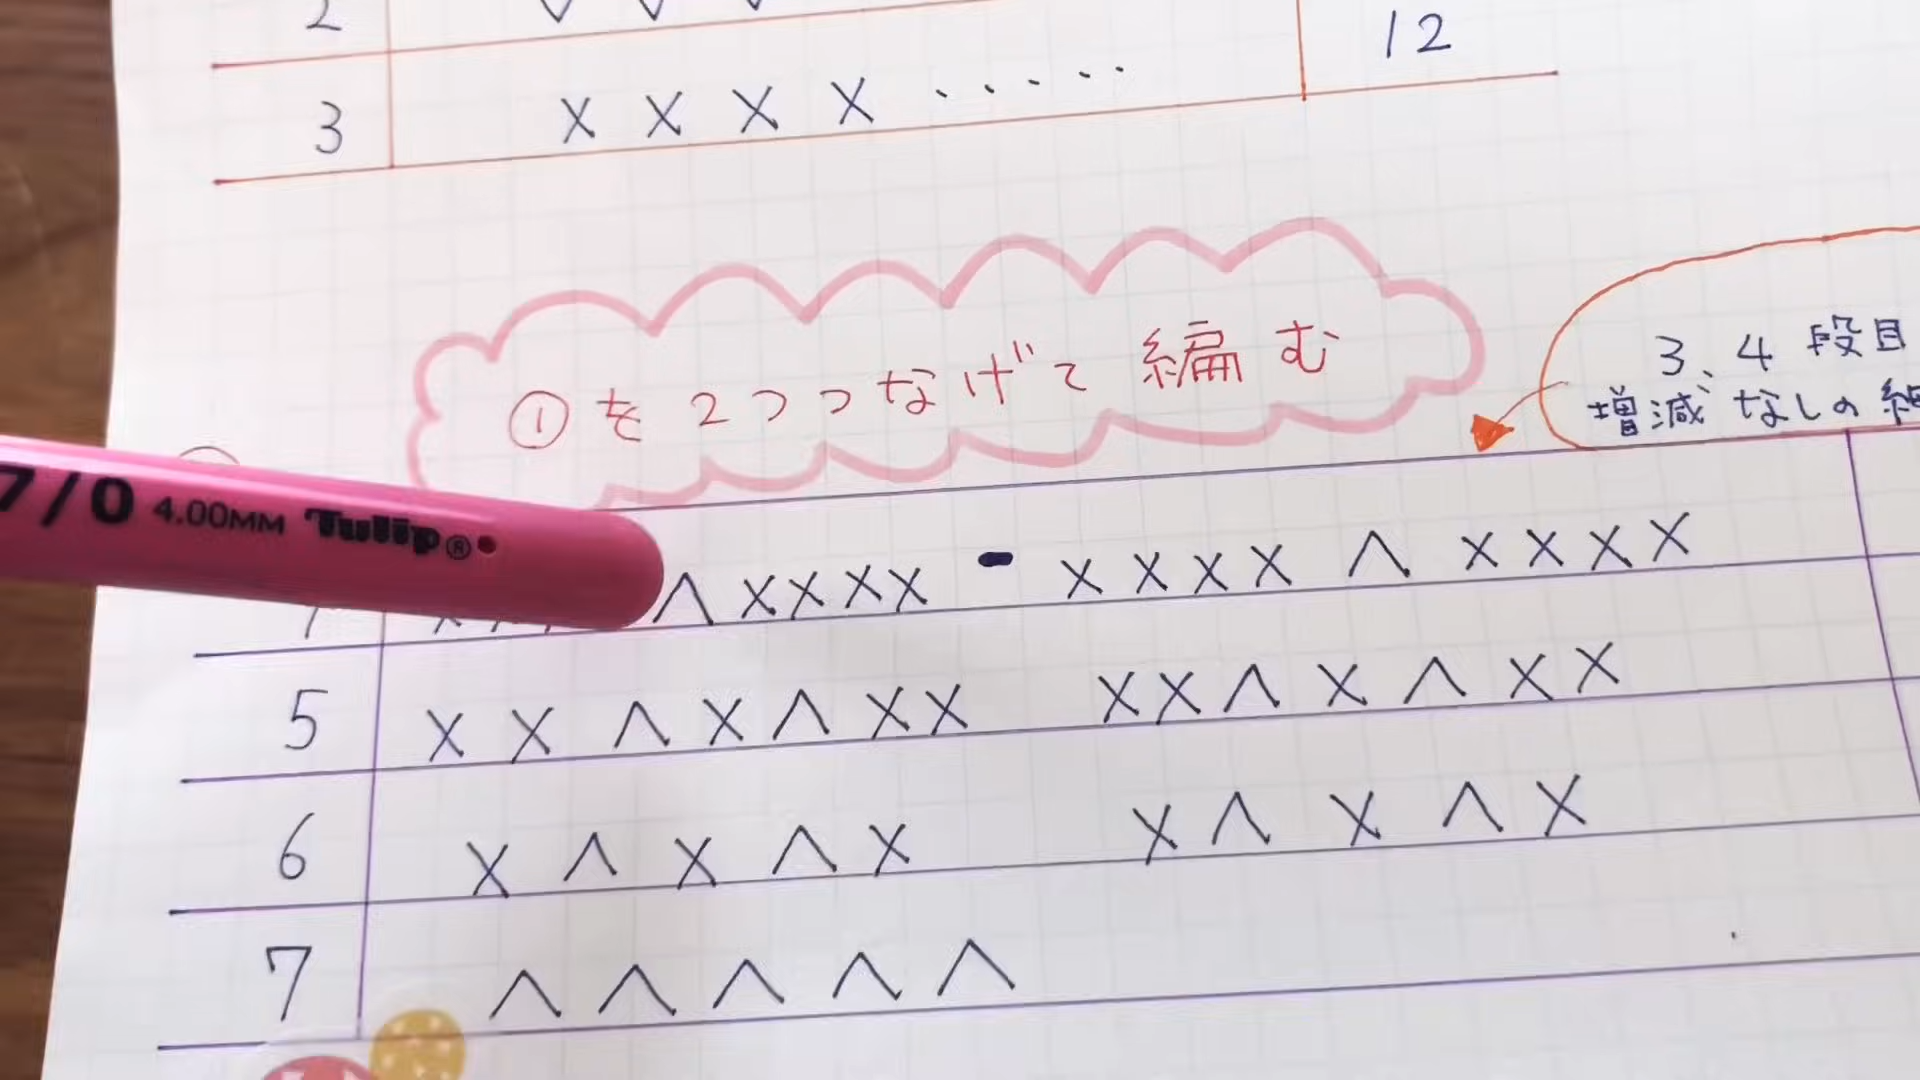 2 V V V 12
3 X X X X ・・・・・
①を2つつなげて編む
3、4段目
増減なしの編
7/0 4.00MM Tulip®
Λ X X X X - X X X X Λ X X X X
5 X X Λ X Λ X X X X Λ X Λ X X
6 X Λ X Λ X X Λ X Λ X
7 Λ Λ Λ Λ Λ